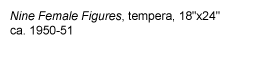 Nine Female Figures, tempera, 18"x24"
ca. 1950-51